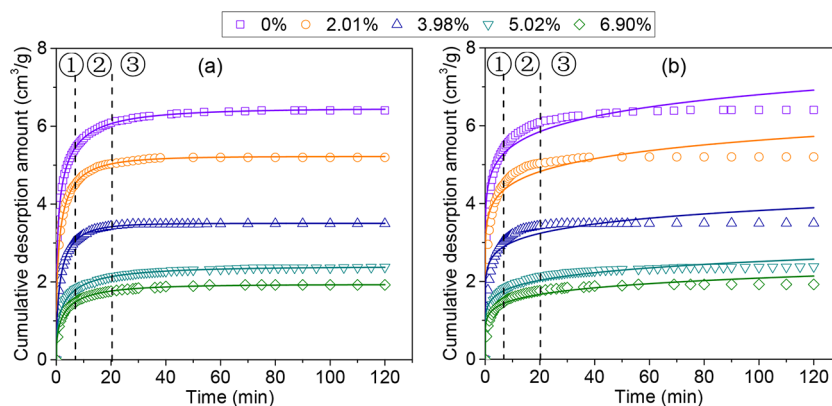 0% 2.01% 3.98% 5.02% 6.90%
① ② ③ (a)
Cumulative desorption amount (cm³/g)
8
6
4
2
0
0 20 40 60 80 100 120
Time (min)
① ② ③ (b)
Cumulative desorption amount (cm³/g)
8
6
4
2
0
0 20 40 60 80 100 120
Time (min)